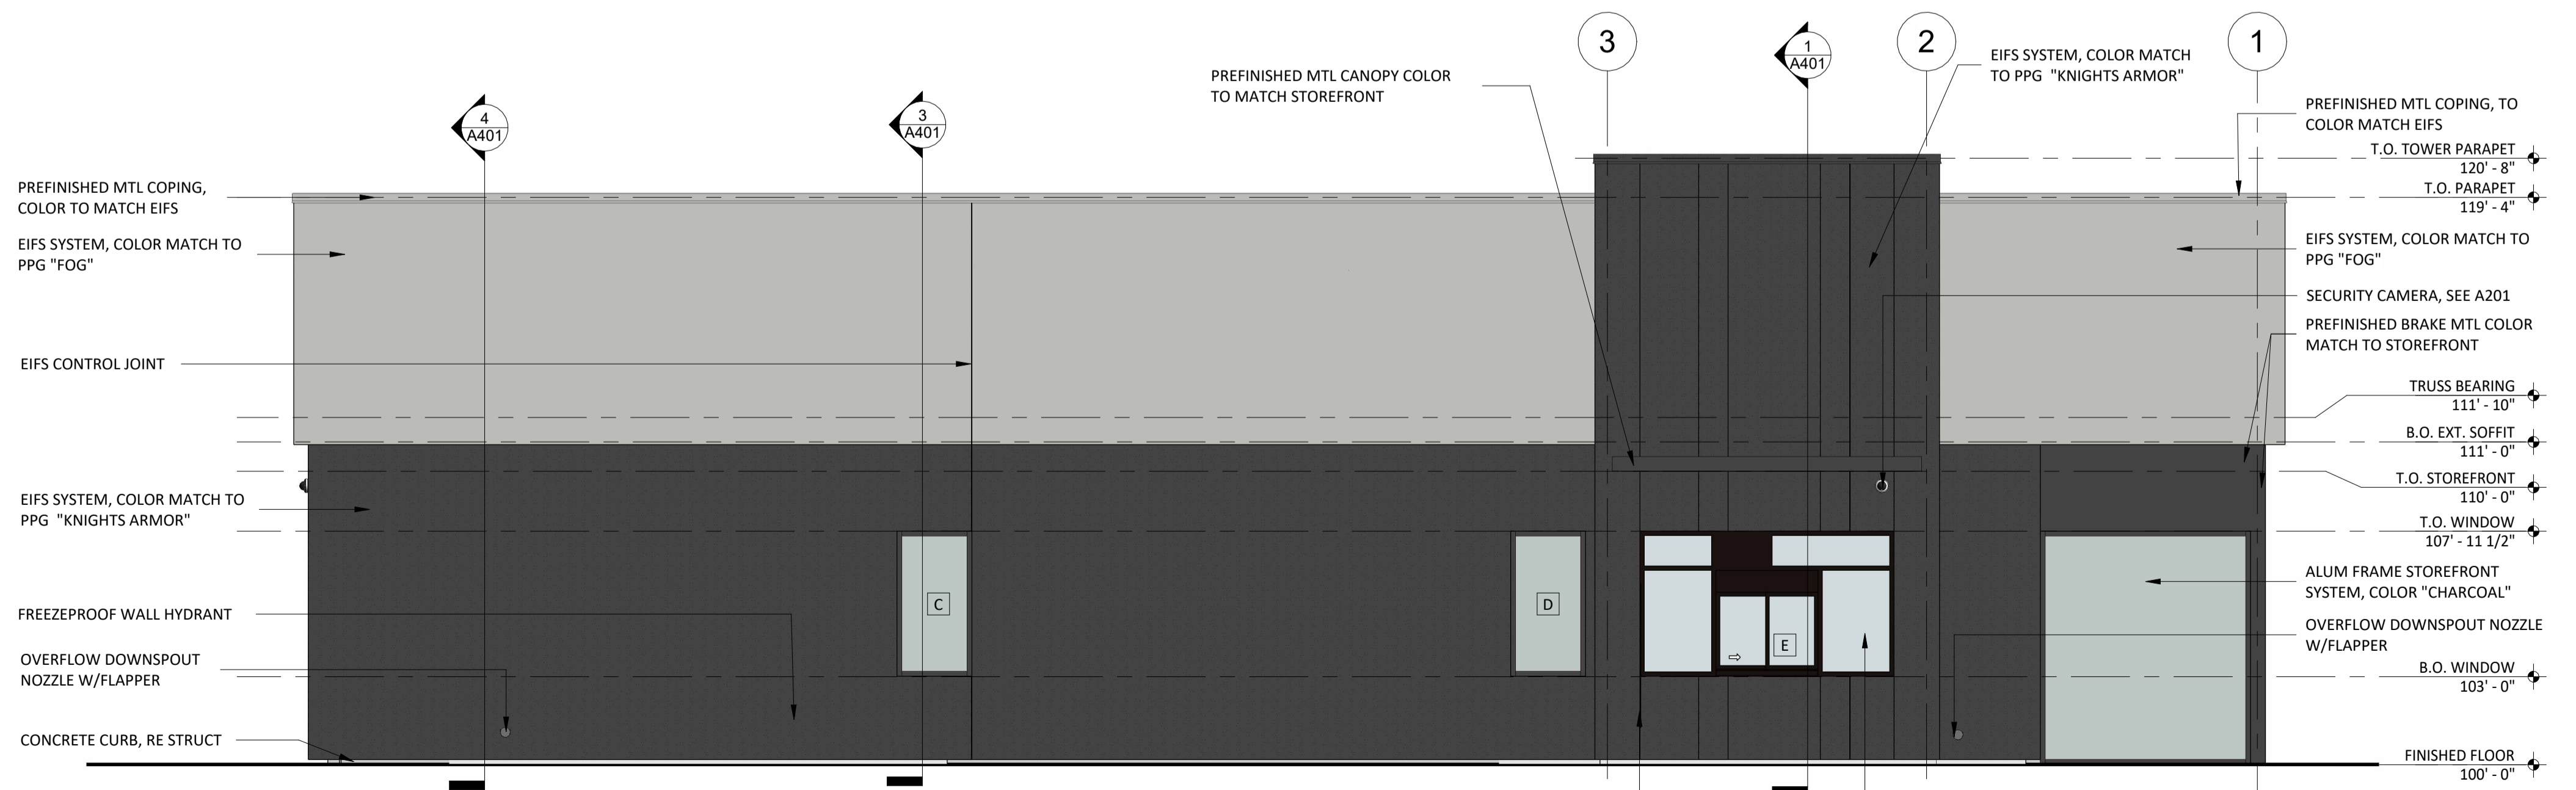 3
1
A401
2
1
EIFS SYSTEM, COLOR MATCH
TO PPG "KNIGHTS ARMOR"
PREFINISHED MTL CANOPY COLOR
TO MATCH STOREFRONT
4
A401
3
A401
PREFINISHED MTL COPING, TO
COLOR MATCH EIFS
T.O. TOWER PARAPET
120' - 8"
T.O. PARAPET
119' - 4"
PREFINISHED MTL COPING,
COLOR TO MATCH EIFS
EIFS SYSTEM, COLOR MATCH TO
PPG "FOG"
EIFS CONTROL JOINT
EIFS SYSTEM, COLOR MATCH TO
PPG "KNIGHTS ARMOR"
FREEZEPROOF WALL HYDRANT
OVERFLOW DOWNSPOUT
NOZZLE W/FLAPPER
CONCRETE CURB, RE STRUCT
C
D
E
EIFS SYSTEM, COLOR MATCH TO
PPG "FOG"
SECURITY CAMERA, SEE A201
PREFINISHED BRAKE MTL COLOR
MATCH TO STOREFRONT
TRUSS BEARING
111' - 10"
B.O. EXT. SOFFIT
111' - 0"
T.O. STOREFRONT
110' - 0"
T.O. WINDOW
107' - 11 1/2"
ALUM FRAME STOREFRONT
SYSTEM, COLOR "CHARCOAL"
OVERFLOW DOWNSPOUT NOZZLE
W/FLAPPER
B.O. WINDOW
103' - 0"
FINISHED FLOOR
100' - 0"